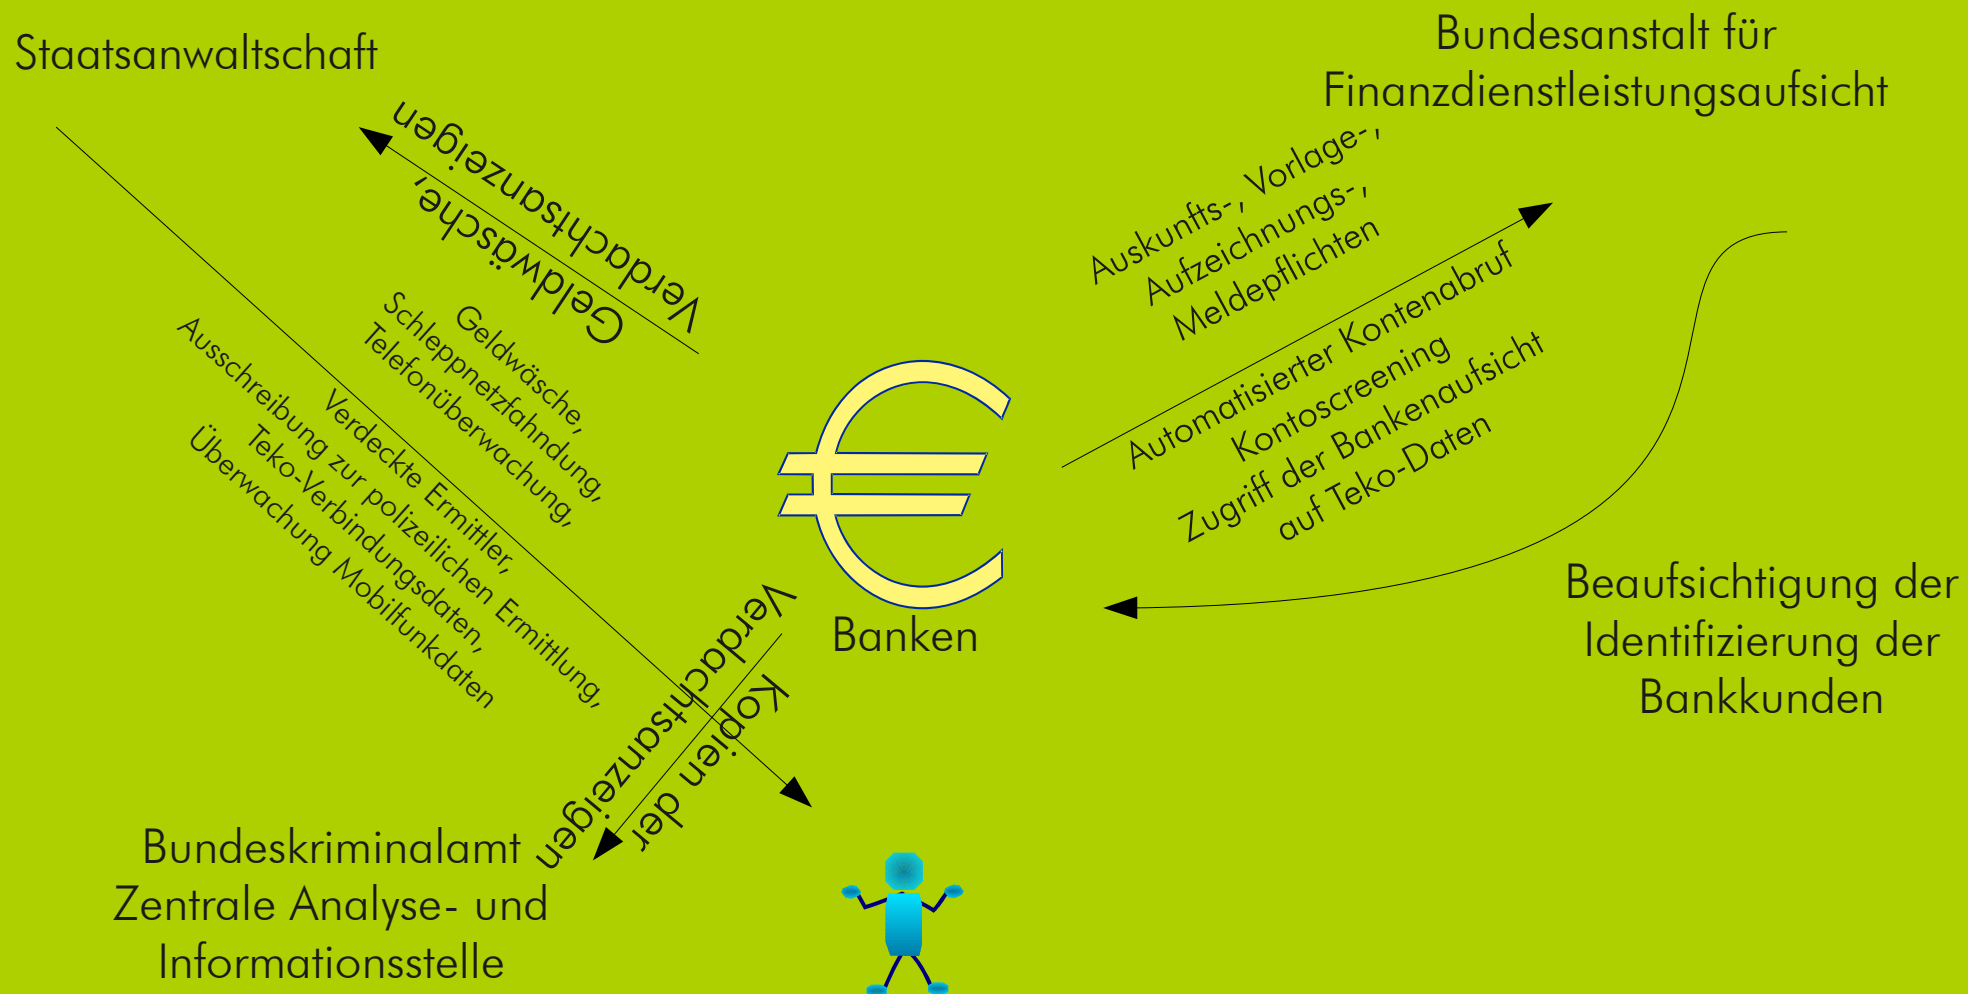 Staatsanwaltschaft
Bundesanstalt für
Finanzdienstleistungsaufsicht
Geldwäsche,
Verdachtsanzeigen
Auskunfts-, Vorlage-,
Aufzeichnungs-,
Meldepflichten
Automatisierter Kontenabruf
Kontoscreening
Zugriff der Bankenaufsicht
auf Teko-Daten
Geldwäsche,
Schleppnetzfahndung,
Telefonüberwachung,
Verdeckte Ermittler,
Ausschreibung zur polizeilichen Ermittlung,
Teko-Verbindungsdaten,
Überwachung Mobilfunkdaten
Banken
Beaufsichtigung der
Identifizierung der
Bankkunden
Kopien der
Verdachtsanzeigen
Bundeskriminalamt
Zentrale Analyse- und
Informationsstelle